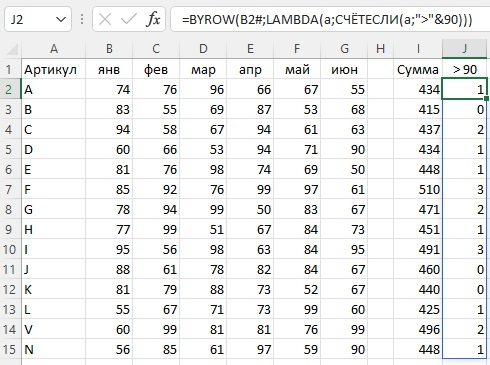 J2 fx =BYROW(B2#;LAMBDA(a;СЧЁТЕСЛИ(a;">"&90)))
A B C D E F G H I J
1 Артикул янв фев мар апр май июн Сумма >90
2 A 74 76 96 66 67 55 434 1
3 B 83 55 69 87 53 68 415 0
4 C 94 58 67 94 61 63 437 2
5 D 60 66 53 94 71 90 434 1
6 E 81 76 98 74 69 50 448 1
7 F 85 92 76 99 97 61 510 3
8 G 78 94 99 50 83 67 471 2
9 H 77 99 51 67 84 73 451 1
10 I 95 56 98 63 84 95 491 3
11 J 88 61 78 82 84 67 460 0
12 K 81 79 88 73 52 67 440 0
13 L 55 67 71 73 99 60 425 1
14 V 60 99 81 81 76 99 496 2
15 N 56 85 61 97 59 90 448 1